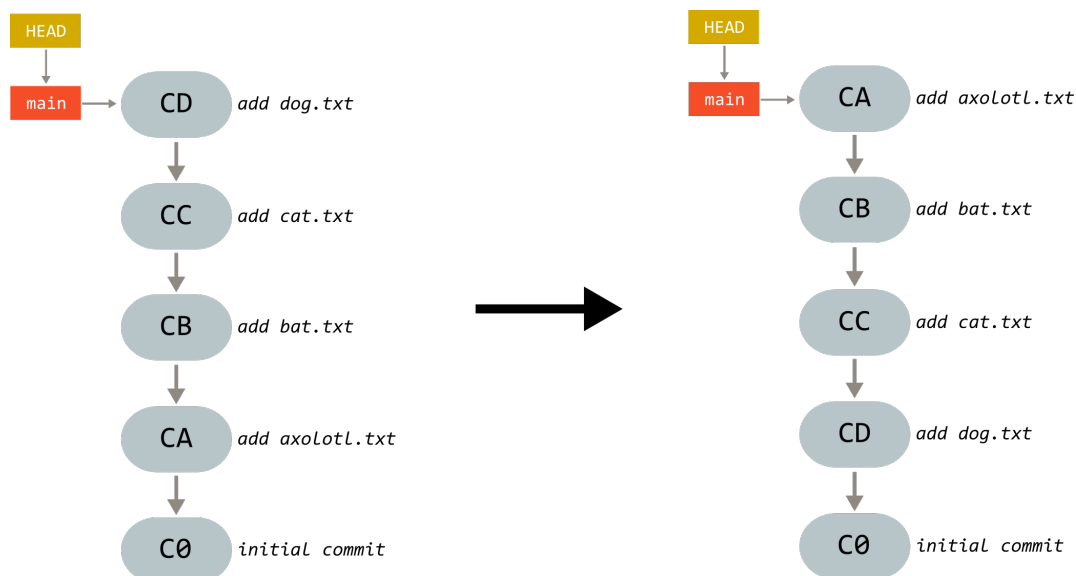 HEAD
main
CD add dog.txt
CC add cat.txt
CB add bat.txt
CA add axolotl.txt
C0 initial commit
HEAD
main
CA add axolotl.txt
CB add bat.txt
CC add cat.txt
CD add dog.txt
C0 initial commit